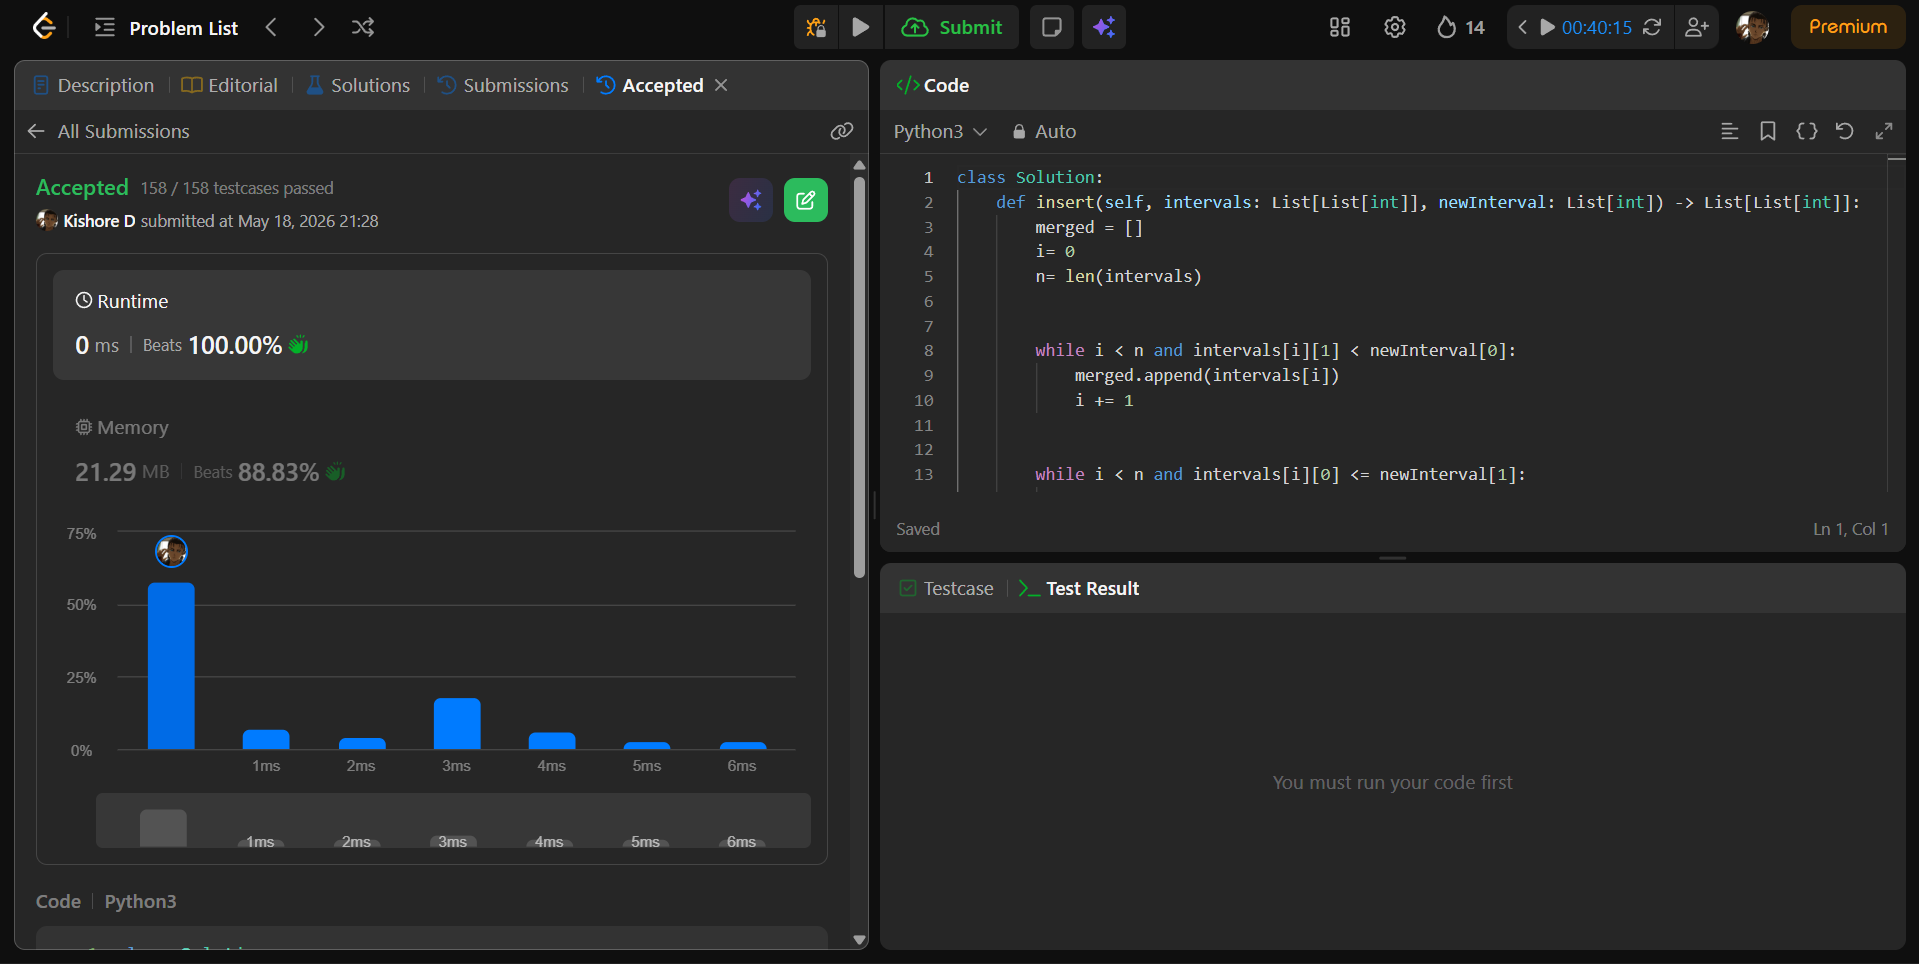 Problem List
Submit
14
00:40:15
Premium
Description
Editorial
Solutions
Submissions
Accepted
All Submissions
Accepted 158 / 158 testcases passed
Kishore D submitted at May 18, 2026 21:28
Runtime
0 ms Beats 100.00%
Memory
21.29 MB Beats 88.83%
75%
50%
25%
0%
1ms 2ms 3ms 4ms 5ms 6ms
1ms 2ms 3ms 4ms 5ms 6ms
Code Python3
</> Code
Python3 Auto
1 class Solution:
2 def insert(self, intervals: List[List[int]], newInterval: List[int]) -> List[List[int]]:
3 merged = []
4 i= 0
5 n= len(intervals)
6
7
8 while i < n and intervals[i][1] < newInterval[0]:
9 merged.append(intervals[i])
10 i += 1
11
12
13 while i < n and intervals[i][0] <= newInterval[1]:
Saved
Ln 1, Col 1
Testcase
Test Result
You must run your code first